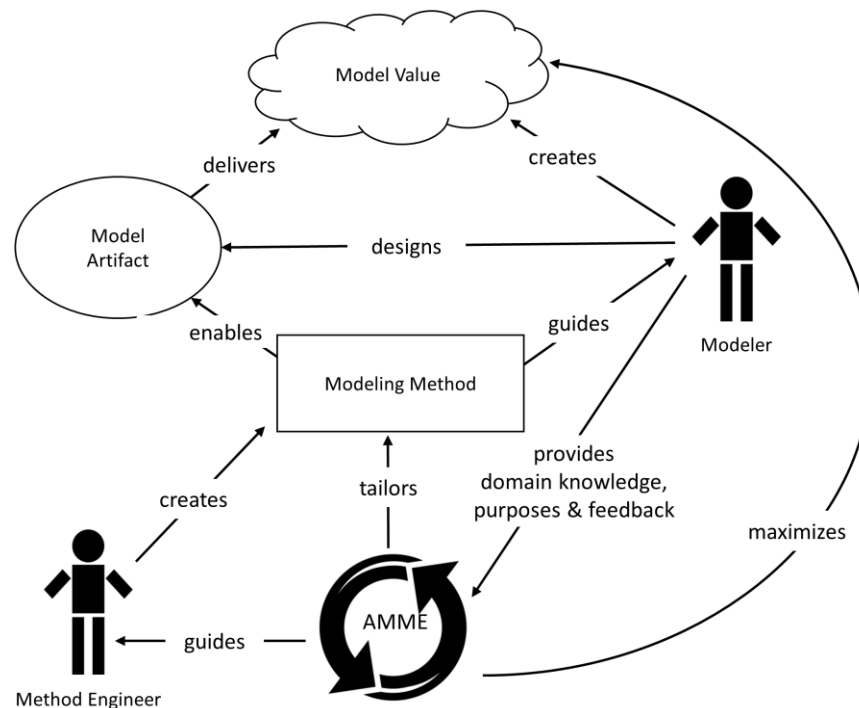 Model Value
delivers
creates
Model
Artifact
designs
enables
guides
Modeler
Modeling Method
provides
domain knowledge,
purposes & feedback
creates
tailors
maximizes
AMME
guides
Method Engineer